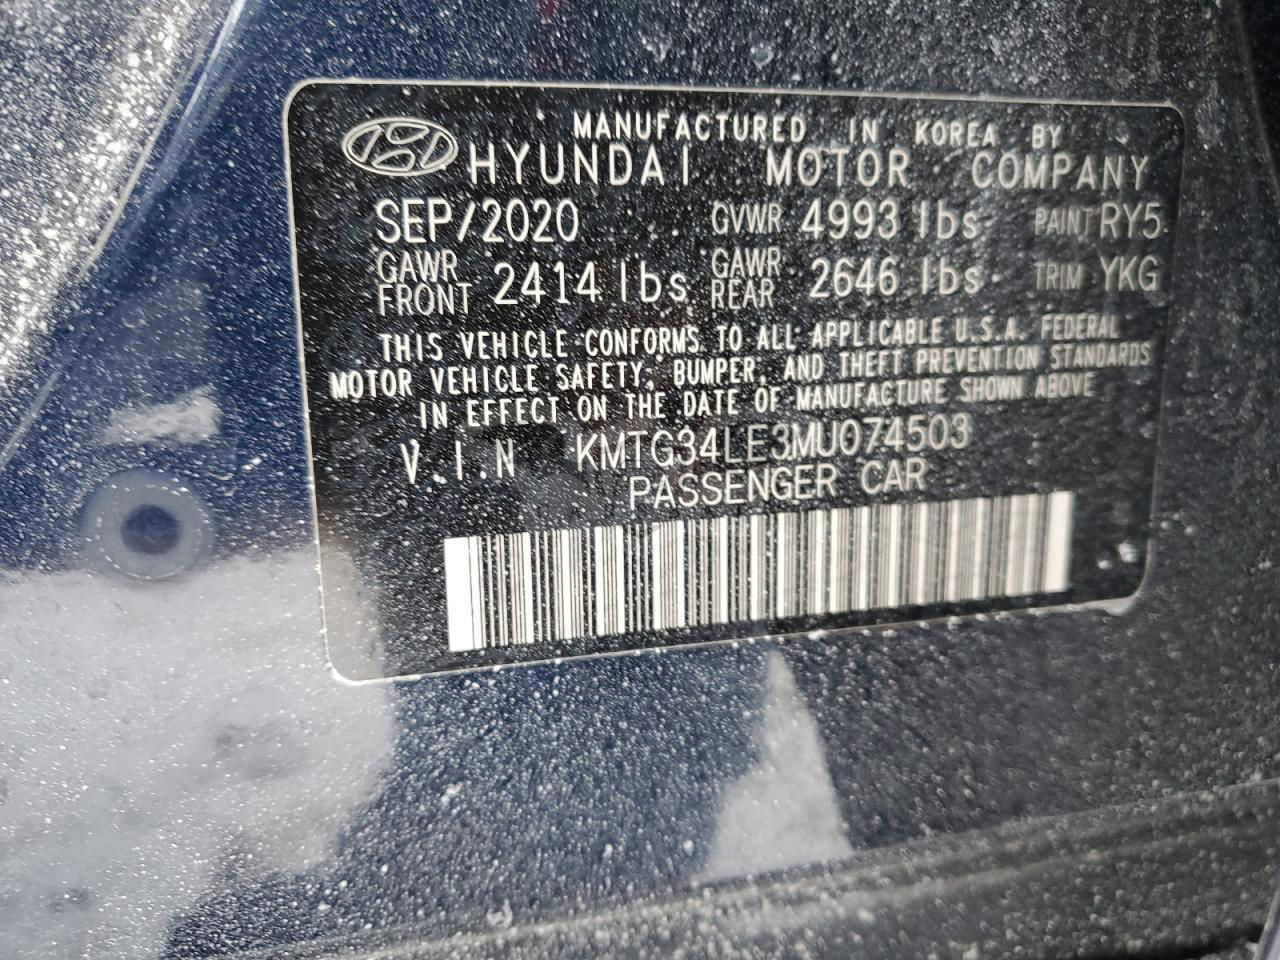 MANUFACTURED IN KOREA BY
HYUNDAI MOTOR COMPANY
SEP/2020 GVWR 4993 lbs PAINT RY5
GAWR FRONT 2414 lbs GAWR REAR 2646 lbs TRIM YKG
THIS VEHICLE CONFORMS TO ALL APPLICABLE U.S.A. FEDERAL
MOTOR VEHICLE SAFETY, BUMPER, AND THEFT PREVENTION STANDARDS
IN EFFECT ON THE DATE OF MANUFACTURE SHOWN ABOVE
V.I.N KMTG34LE3MU074503
PASSENGER CAR